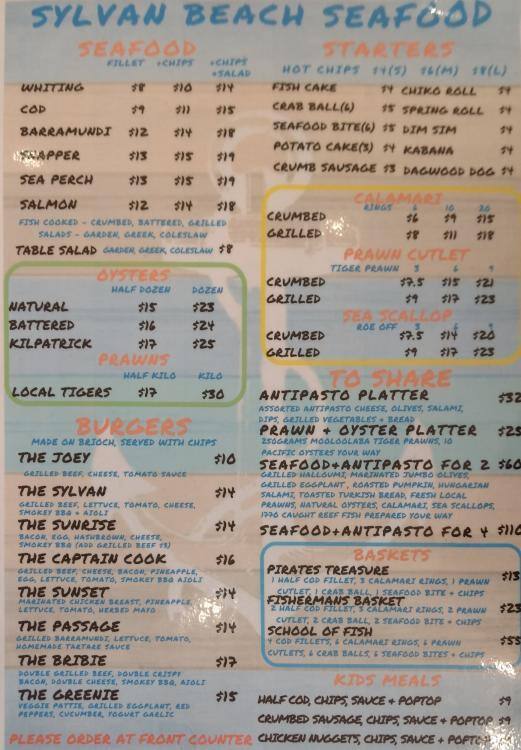 SYLVAN BEACH SEAFOOD
SEAFOOD
FILLET +CHIPS +CHIPS +SALAD
WHITING $8 $10 $14
COD $9 $11 $15
BARRAMUNDI $12 $14 $18
SNAPPER $13 $15 $19
SEA PERCH $13 $15 $19
SALMON $12 $14 $18
FISH COOKED - CRUMBED, BATTERED, GRILLED
SALADS - GARDEN, GREEK, COLESLAW
TABLE SALAD GARDEN, GREEK, COLESLAW $8
OYSTERS
HALF DOZEN DOZEN
NATURAL $15 $23
BATTERED $16 $24
KILPATRICK $17 $25
PRAWNS
HALF KILO KILO
LOCAL TIGERS $17 $30
BURGERS
MADE ON BRIOCH, SERVED WITH CHIPS
THE JOEY $10
GRILLED BEEF, CHEESE, TOMATO SAUCE
THE SYLVAN $14
GRILLED BEEF, LETTUCE, TOMATO, CHEESE,
SMOKEY BBQ + AIOLI
THE SUNRISE $14
BACON, EGG, HASHBROWN, CHEESE,
SMOKEY BBQ (ADD GRILLED BEEF $3)
THE CAPTAIN COOK $16
GRILLED BEEF, CHEESE, BACON, PINEAPPLE,
EGG, LETTUCE, TOMATO, SMOKEY BBQ AIOLI
THE SUNSET $14
MARINATED CHICKEN BREAST, PINEAPPLE,
LETTUCE, TOMATO, HERBED MAYO
THE PASSAGE $14
GRILLED BARRAMUNDI, LETTUCE, TOMATO,
HOMEMADE TARTARE SAUCE
THE BRIBIE $17
DOUBLE GRILLED BEEF, DOUBLE CRISPY
BACON, DOUBLE CHEESE, SMOKEY BBQ, AIOLI
THE GREENIE $15
VEGGIE PATTIE, GRILLED EGGPLANT, RED
PEPPERS, CUCUMBER, YOGURT GARLIC
PLEASE ORDER AT FRONT COUNTER
STARTERS
HOT CHIPS $4(S) $6(M) $8(L)
FISH CAKE $4 CHIKO ROLL $4
CRAB BALL(6) $5 SPRING ROLL $4
SEAFOOD BITE(6) $5 DIM SIM $4
POTATO CAKE(3) $4 KABANA $4
CRUMB SAUSAGE $3 DAGWOOD DOG $4
CALAMARI
RINGS 6 10 20
CRUMBED $6 $9 $15
GRILLED $8 $11 $18
PRAWN CUTLET
TIGER PRAWN 3 6 9
CRUMBED $7.5 $15 $21
GRILLED $9 $17 $23
SEA SCALLOP
ROE OFF 3 6 9
CRUMBED $7.5 $14 $20
GRILLED $9 $17 $23
TO SHARE
ANTIPASTO PLATTER $32
ASSORTED ANTIPASTO CHEESE, OLIVES, SALAMI,
DIPS, GRILLED VEGETABLES + BREAD
PRAWN + OYSTER PLATTER $25
250GRAMS MOOLOOLABA TIGER PRAWNS, 10
PACIFIC OYSTERS YOUR WAY
SEAFOOD+ANTIPASTO FOR 2 $60
GRILLED HALLOUMI, MARINATED JUMBO OLIVES,
GRILLED EGGPLANT, ROASTED PUMPKIN, HUNGARIAN
SALAMI, TOASTED TURKISH BREAD, FRESH LOCAL
PRAWNS, NATURAL OYSTERS, CALAMARI, SEA SCALLOPS,
1770 CAUGHT REEF FISH PREPARED YOUR WAY
SEAFOOD+ANTIPASTO FOR 4 $110
BASKETS
PIRATES TREASURE $13
1 HALF COD FILLET, 3 CALAMARI RINGS, 1 PRAWN
CUTLET, 1 CRAB BALL, 1 SEAFOOD BITE + CHIPS
FISHERMANS BASKET $23
2 HALF COD FILLET, 3 CALAMARI RINGS, 2 PRAWN
CUTLET, 2 CRAB BALL, 2 SEAFOOD BITE + CHIPS
SCHOOL OF FISH $55
4 COD FILLETS, 6 CALAMARI RINGS, 6 PRAWN
CUTLETS, 6 CRAB BALLS, 6 SEAFOOD BITES + CHIPS
KIDS MEALS
HALF COD, CHIPS, SAUCE + POPTOP $9
CRUMBED SAUSAGE, CHIPS, SAUCE + POPTOP $9
CHICKEN NUGGETS, CHIPS, SAUCE + POPTOP $9